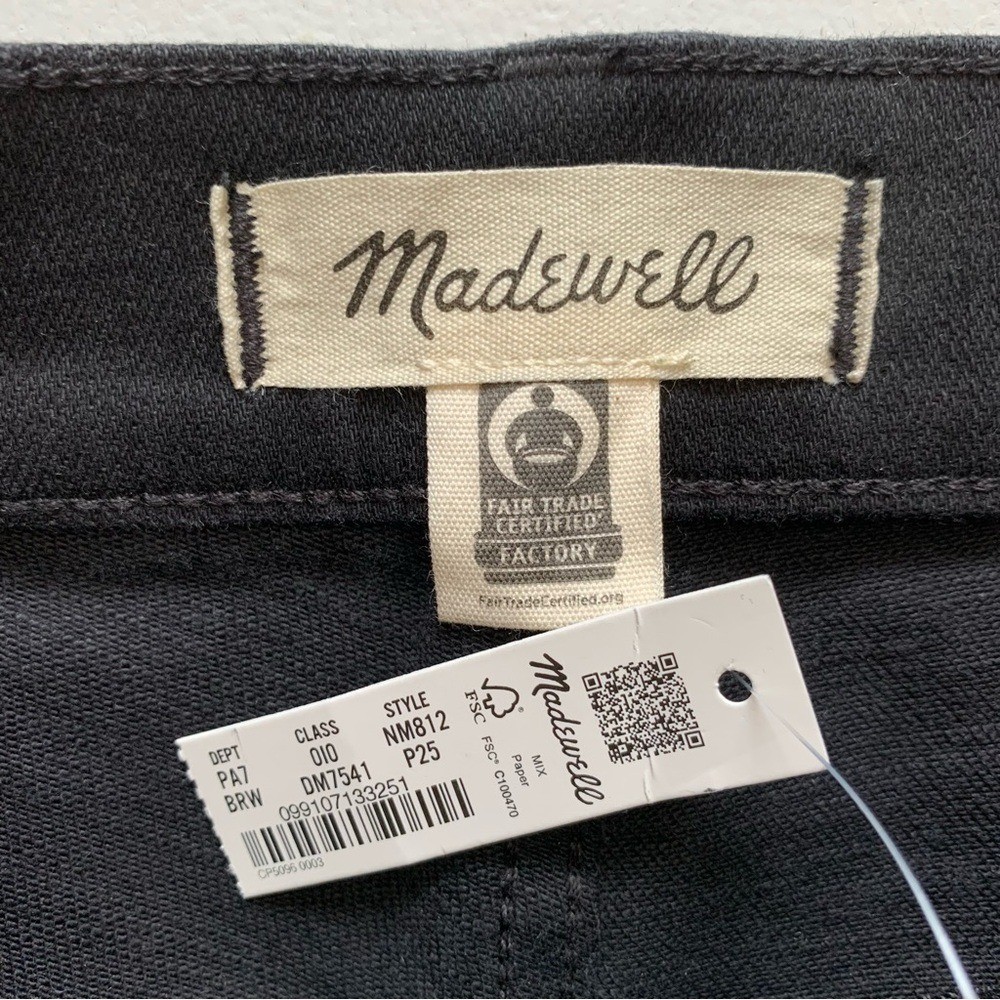 Madewell
FAIR TRADE
CERTIFIED
FACTORY
FairTradeCertified.org
DEPT CLASS STYLE
PA7 010 NM812
BRW DM7541 P25
099107133251
CP5096 0003
FSC®
MIX
Paper
FSC® C100470
Madewell